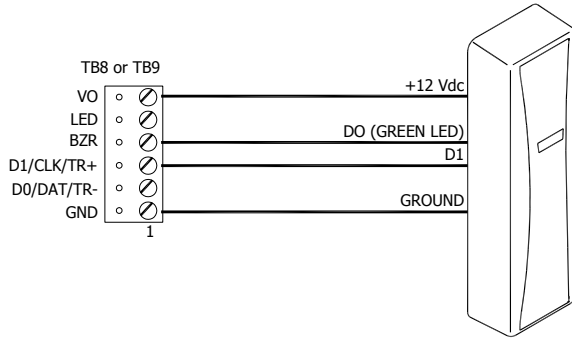 TB8 or TB9
VO +12 Vdc
LED
BZR DO (GREEN LED)
D1/CLK/TR+ D1
D0/DAT/TR-
GND GROUND
1